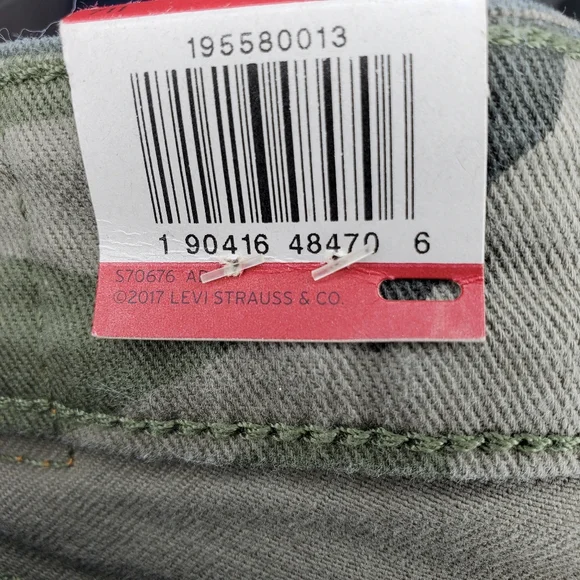 195580013
1 90416 48470 6
S70676
©2017 LEVI STRAUSS & CO.